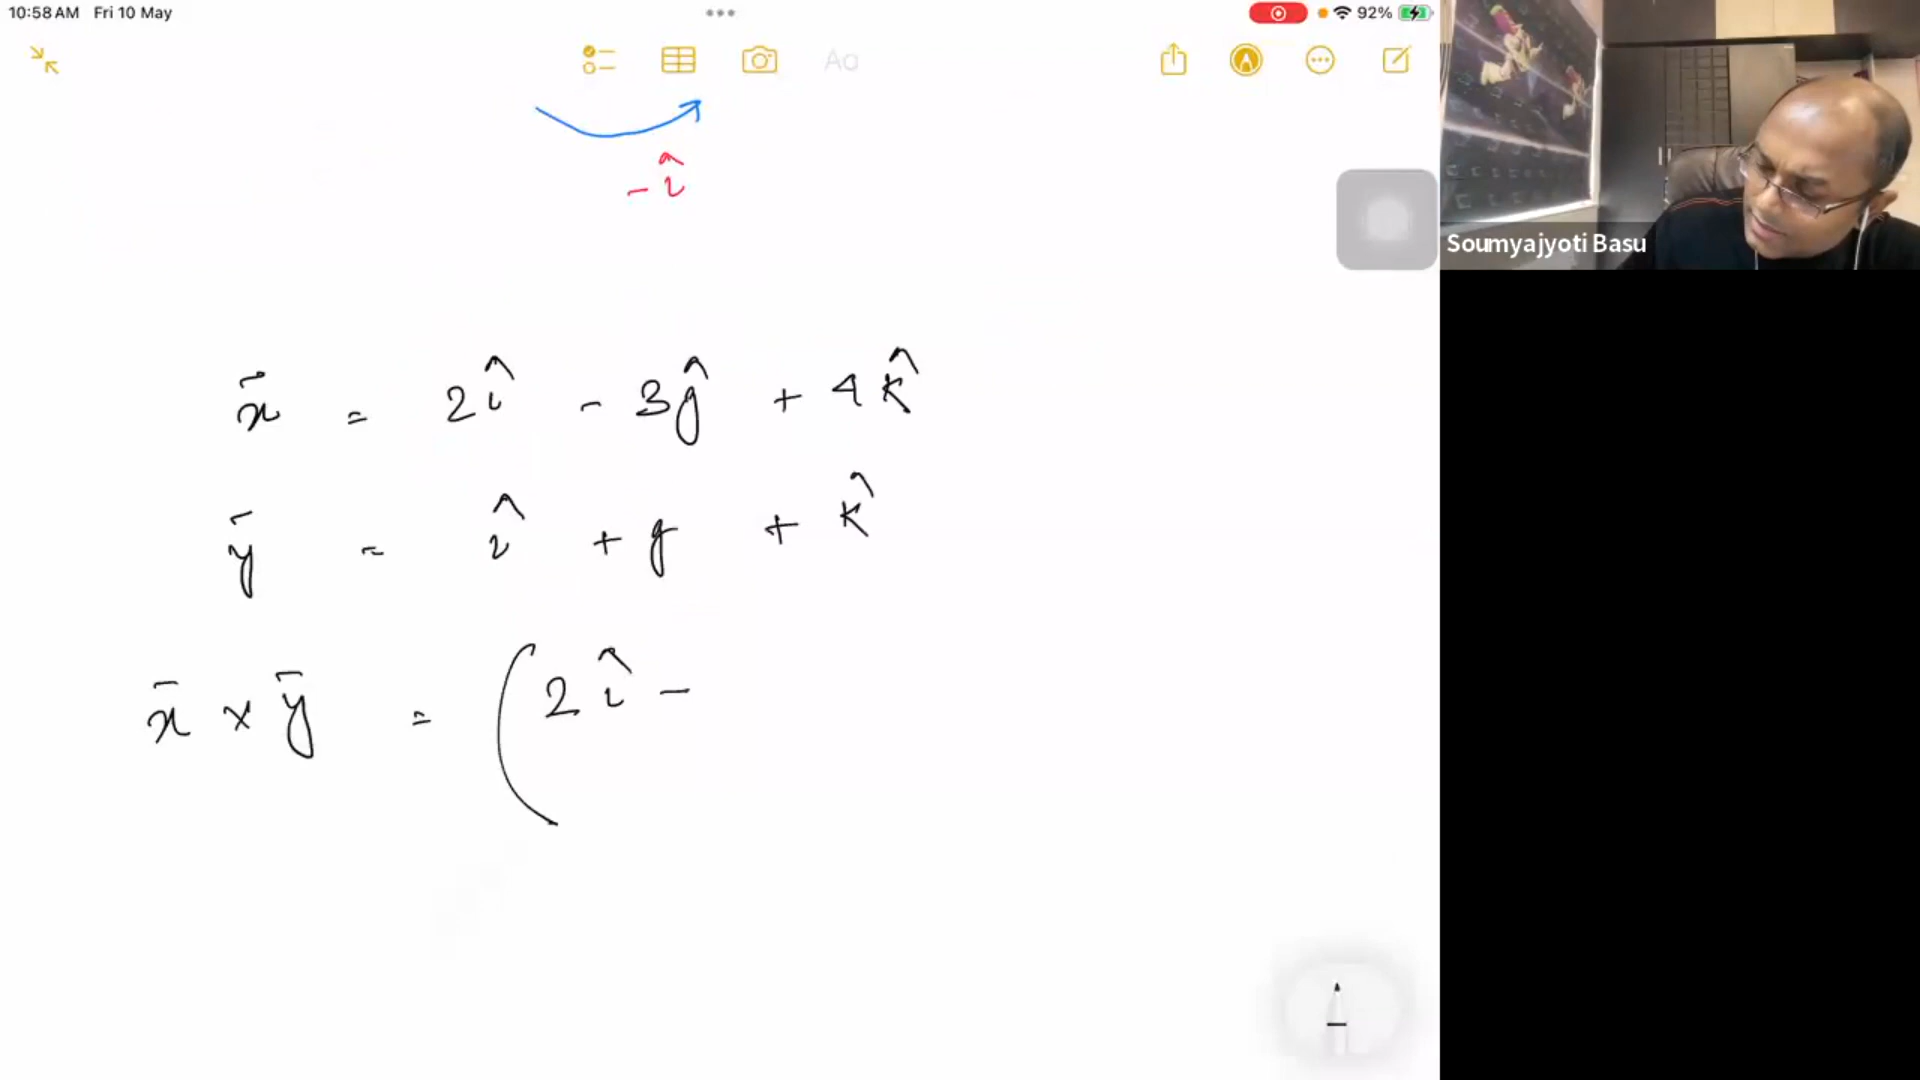 10:58 AM Fri 10 May
92%
Aa
Soumyajyoti Basu
-î
x̄ = 2î - 3ĵ + 4k̂
ȳ = î + j + k̂
x̄ × ȳ = (2î -